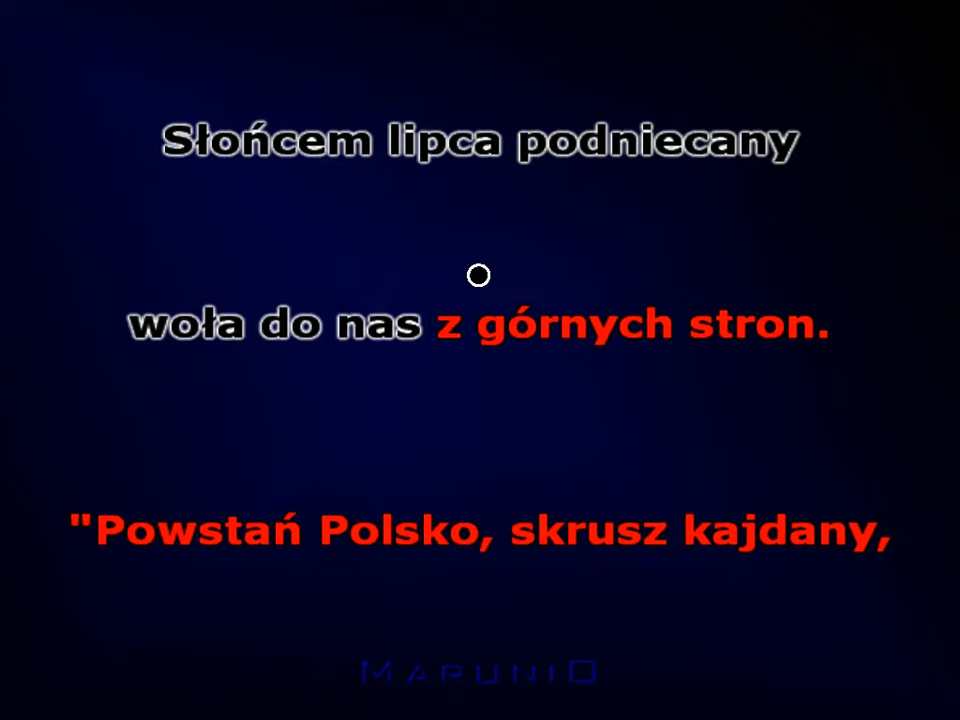 Słońcem lipca podniecany
woła do nas z górnych stron.
"Powstań Polsko, skrusz kajdany,
MAPUNIO